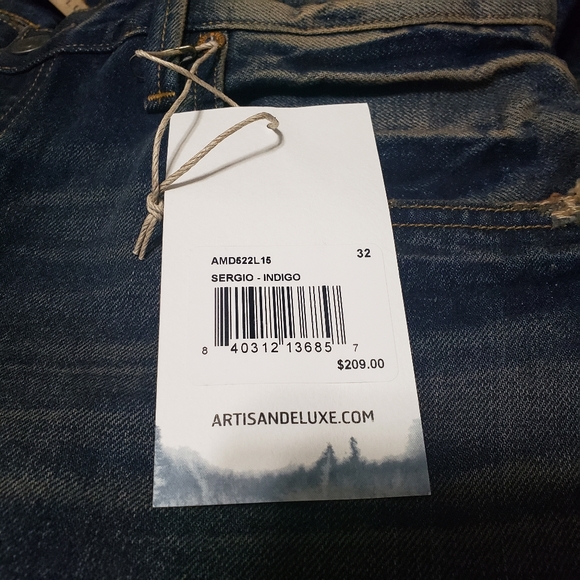 AMD522L15 32
SERGIO - INDIGO
8 40312 13685 7
$209.00
ARTISANDELUXE.COM